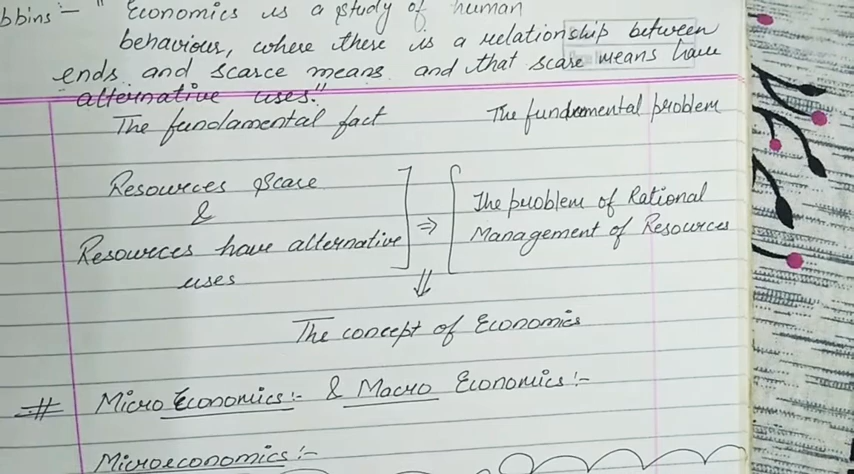 bbins :- " Economics is a study of human
behaviour, where there is a relationship between
ends and scarce means and that scare means have
alternative uses."
The fundamental fact
The fundemental problem
Resources scare
&
Resources have alternative
uses
⇒
The problem of Rational
Management of Resources
⇓
The concept of Economics
# Micro Economics :- & Macro Economics :-
Microeconomics :-